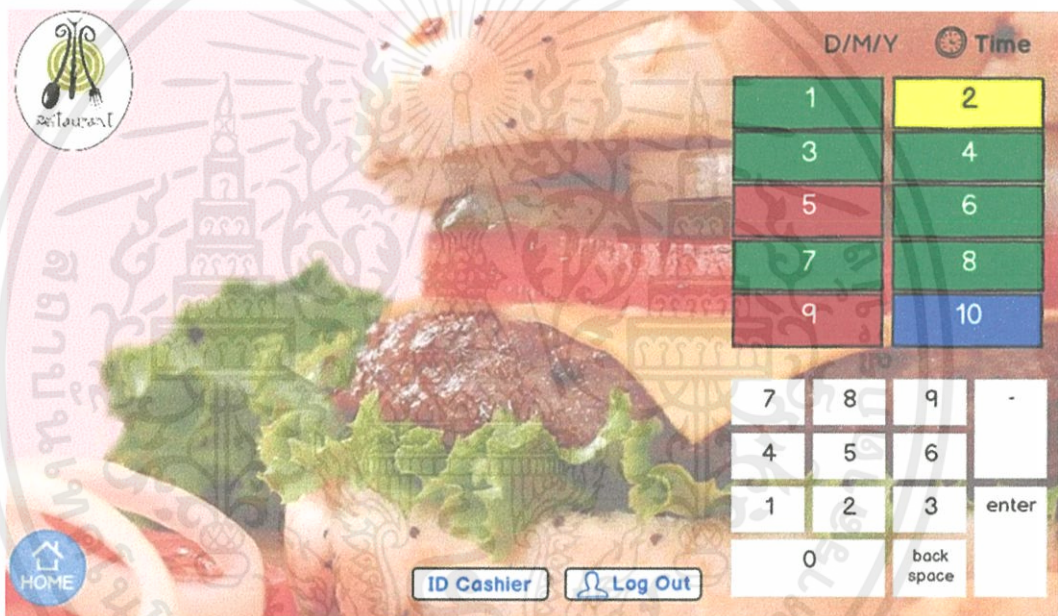 Restaurant
D/M/Y Time
1 2
3 4
5 6
7 8
9 10
7 8 9 -
4 5 6
1 2 3 enter
0 back space
HOME
ID Cashier
Log Out